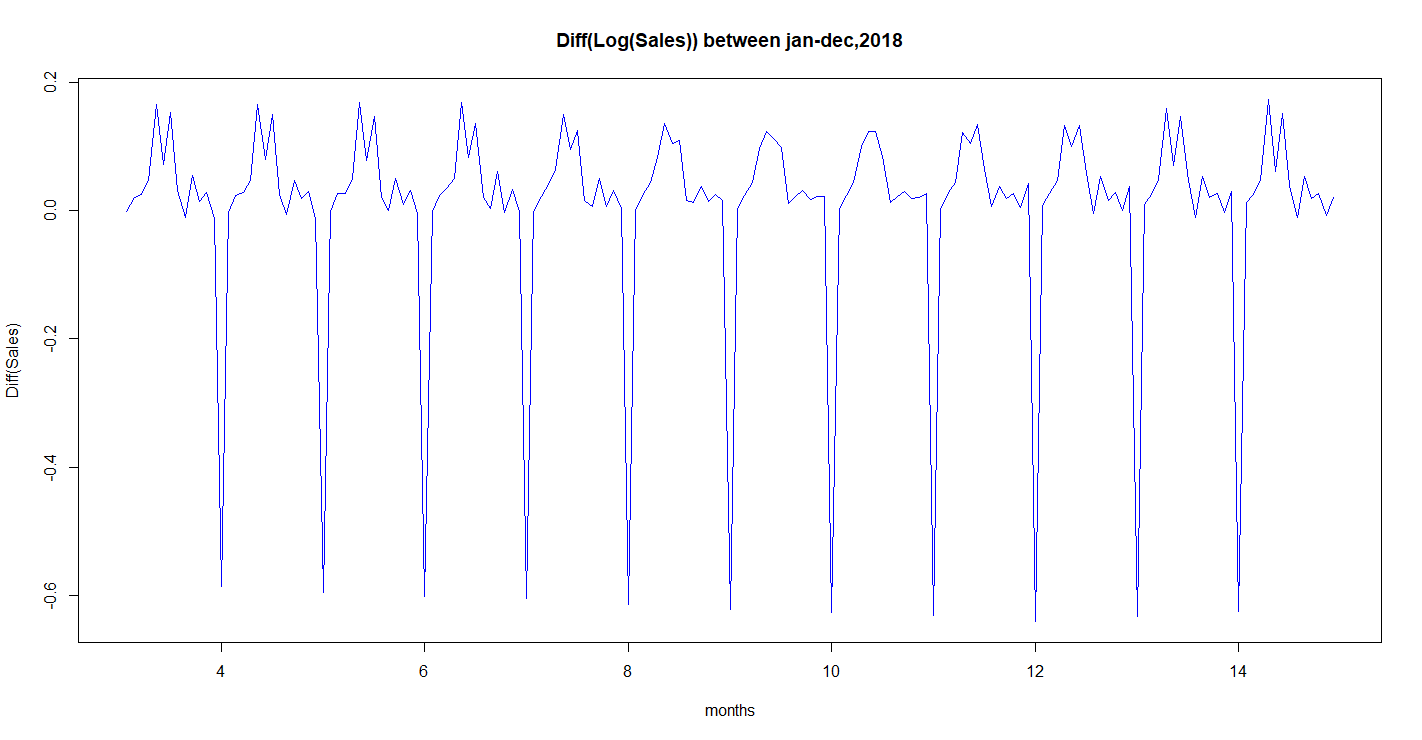 Diff(Log(Sales)) between jan-dec,2018
Diff(Sales)
0.2
0.0
-0.2
-0.4
-0.6
4 6 8 10 12 14
months